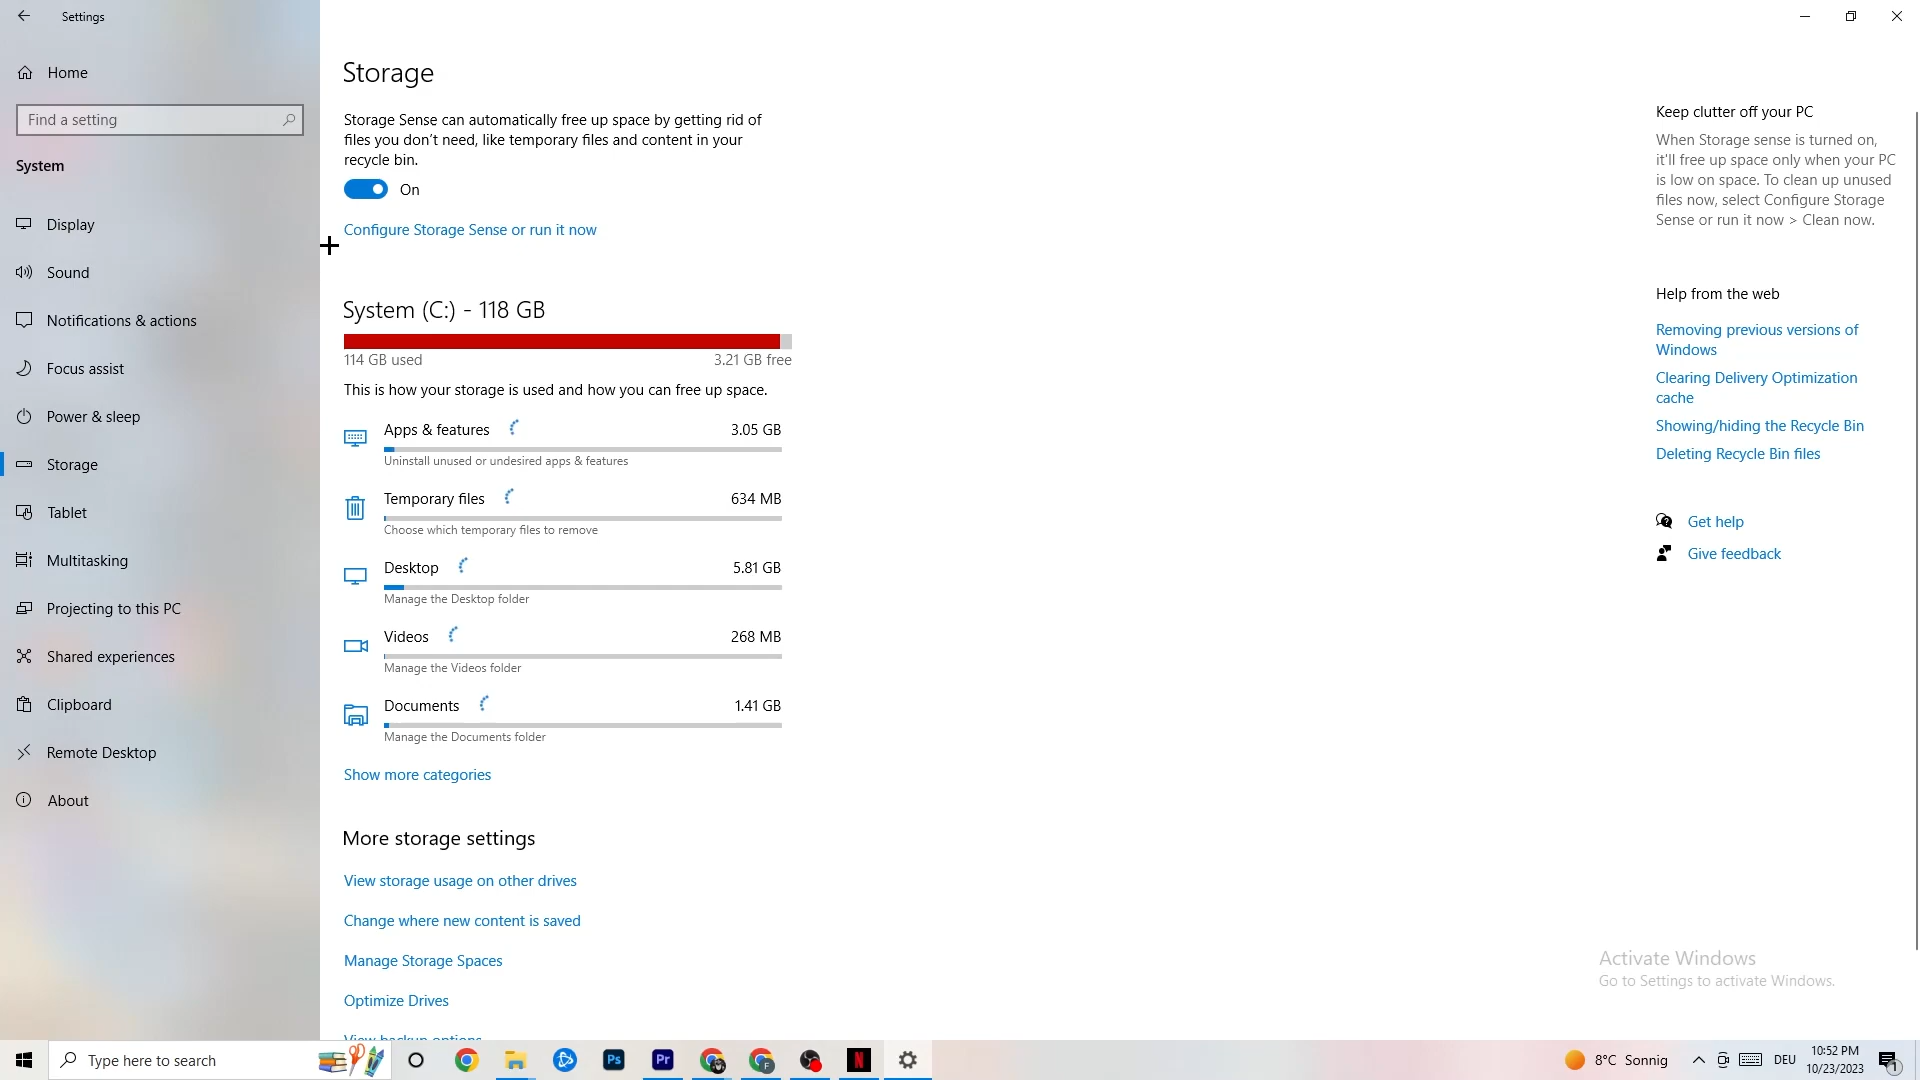 Settings
Home
Find a setting
System
Display
Sound
Notifications & actions
Focus assist
Power & sleep
Storage
Tablet
Multitasking
Projecting to this PC
Shared experiences
Clipboard
Remote Desktop
About
Storage
Storage Sense can automatically free up space by getting rid of
files you don't need, like temporary files and content in your
recycle bin.
On
Configure Storage Sense or run it now
System (C:) - 118 GB
114 GB used 3.21 GB free
This is how your storage is used and how you can free up space.
Apps & features 3.05 GB
Uninstall unused or undesired apps & features
Temporary files 634 MB
Choose which temporary files to remove
Desktop 5.81 GB
Manage the Desktop folder
Videos 268 MB
Manage the Videos folder
Documents 1.41 GB
Manage the Documents folder
Show more categories
More storage settings
View storage usage on other drives
Change where new content is saved
Manage Storage Spaces
Optimize Drives
View backup options
Keep clutter off your PC
When Storage sense is turned on,
it'll free up space only when your PC
is low on space. To clean up unused
files now, select Configure Storage
Sense or run it now > Clean now.
Help from the web
Removing previous versions of
Windows
Clearing Delivery Optimization
cache
Showing/hiding the Recycle Bin
Deleting Recycle Bin files
Get help
Give feedback
Activate Windows
Go to Settings to activate Windows.
Type here to search
Ps
Pr
F
N
8°C Sonnig
DEU
10:52 PM
10/23/2023
1